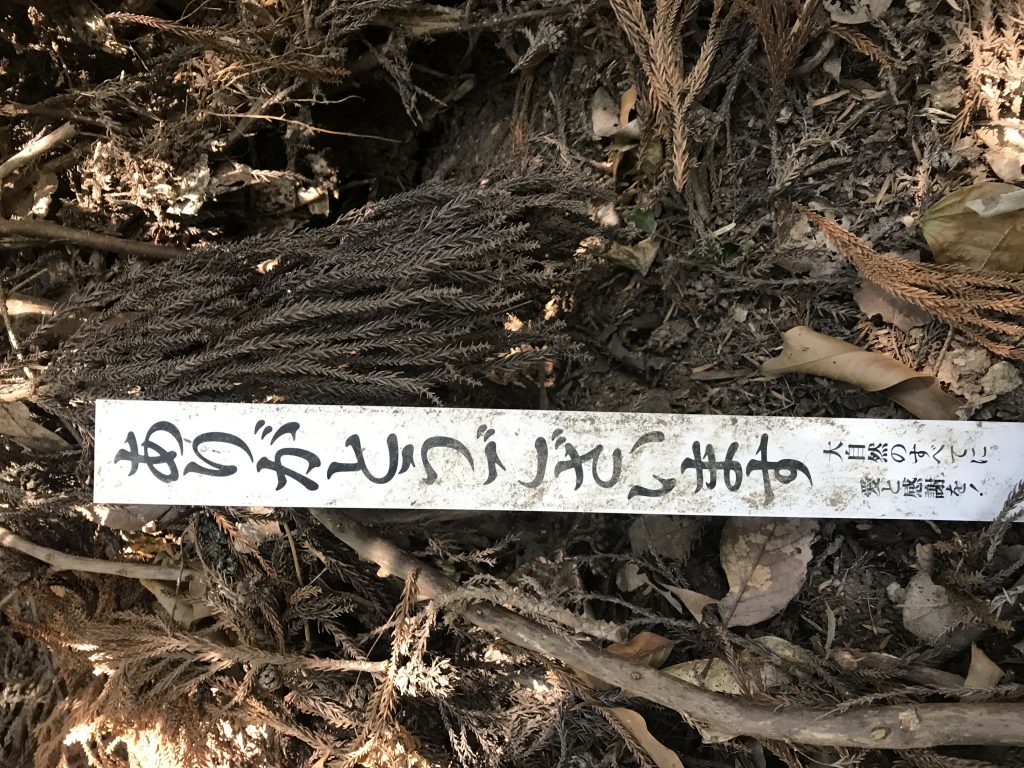 ありがとうございます
大自然のすべてに
愛と感謝を！